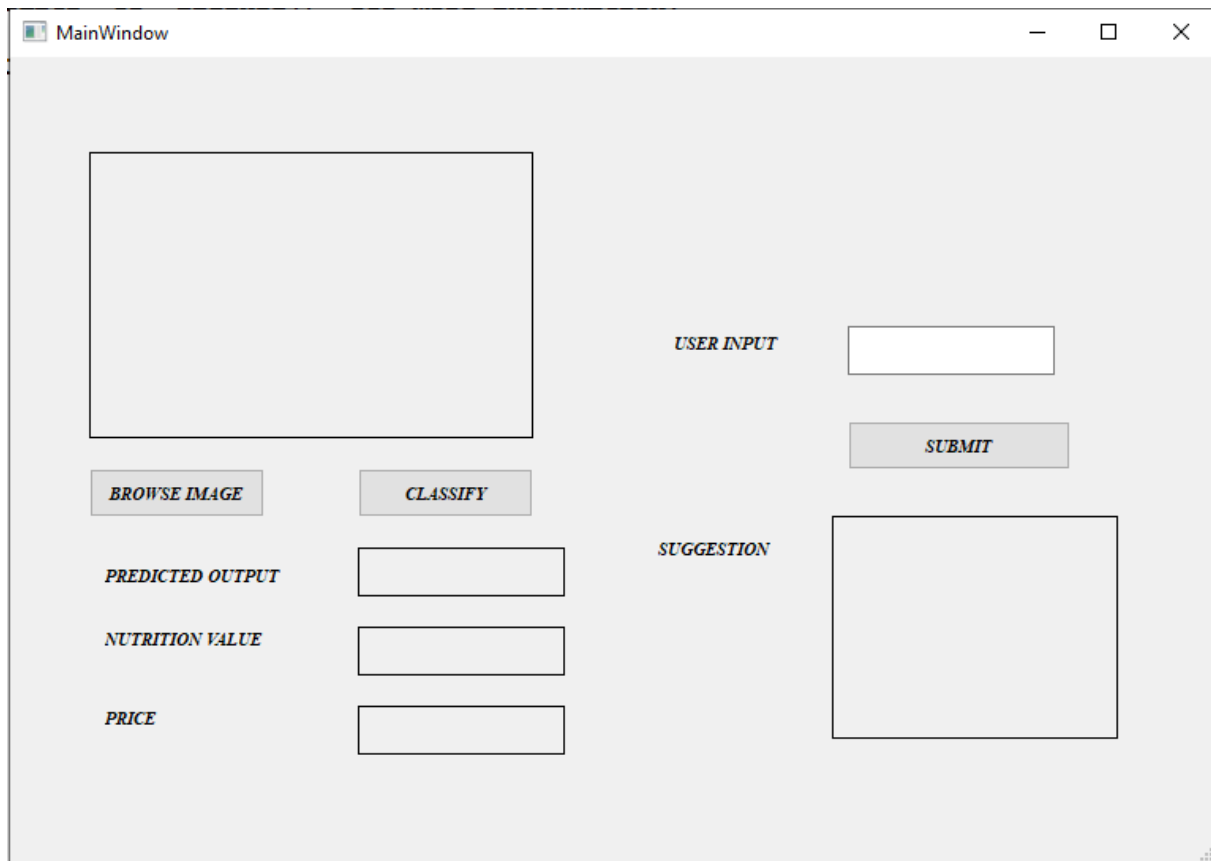 MainWindow
USER INPUT
SUBMIT
BROWSE IMAGE
CLASSIFY
SUGGESTION
PREDICTED OUTPUT
NUTRITION VALUE
PRICE